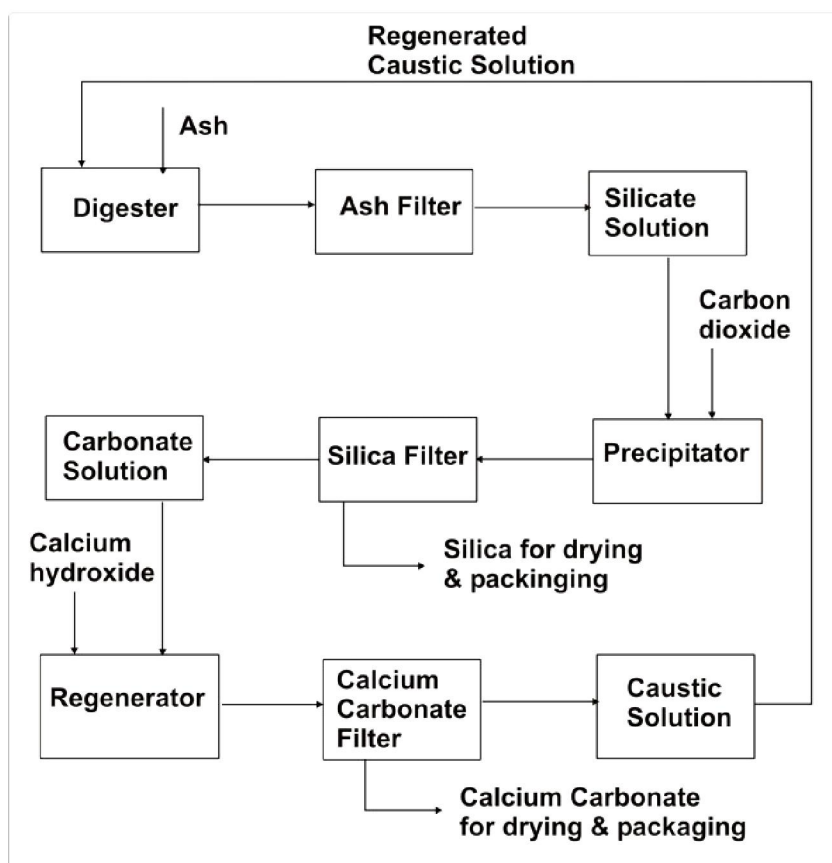 Regenerated
Caustic Solution
Ash
Digester
Ash Filter
Silicate
Solution
Carbon
dioxide
Carbonate
Solution
Silica Filter
Precipitator
Calcium
hydroxide
Silica for drying
& packinging
Regenerator
Calcium
Carbonate
Filter
Caustic
Solution
Calcium Carbonate
for drying & packaging